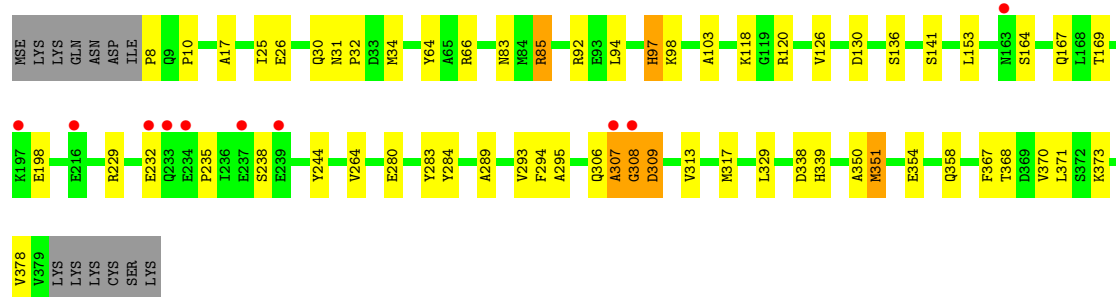 MSE LYS LYS GLN ASN ASP ILE P8 Q9 P10 A17 I25 E26 Q30 N31 P32 D33 M34 Y64 A65 R66 N83 M84 R85 R92 E93 L94 H97 K98 A103 K118 G119 R120 V126 D130 S136 S141 L153 N163 S164 Q167 L168 T169
K197 E198 E216 R229 E232 Q233 E234 P235 I236 E237 S238 E239 Y244 V264 E280 Y283 Y284 A289 V293 F294 A295 Q306 A307 G308 D309 V313 M317 L329 D338 H339 A350 M351 E354 Q358 F367 T368 D369 V370 L371 S372 K373
V378 V379 LYS LYS LYS CYS SER LYS